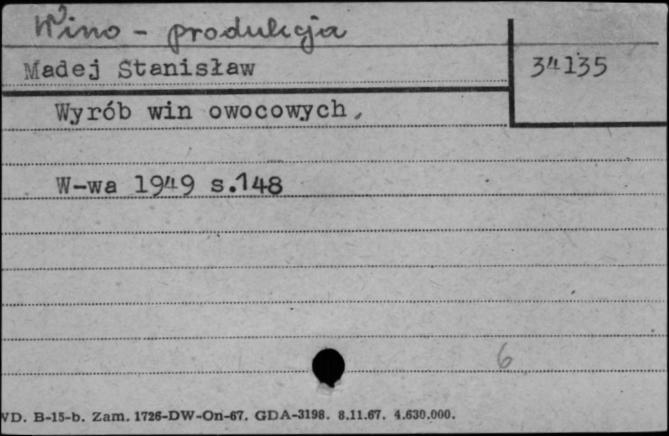 Wino - produkcja
Madej Stanisław
34135
Wyrób win owocowych,
W-wa 1949 s.148
6
VD. B-15-b. Zam. 1726-DW-On-67. GDA-3198. 8.11.67. 4.630.000.